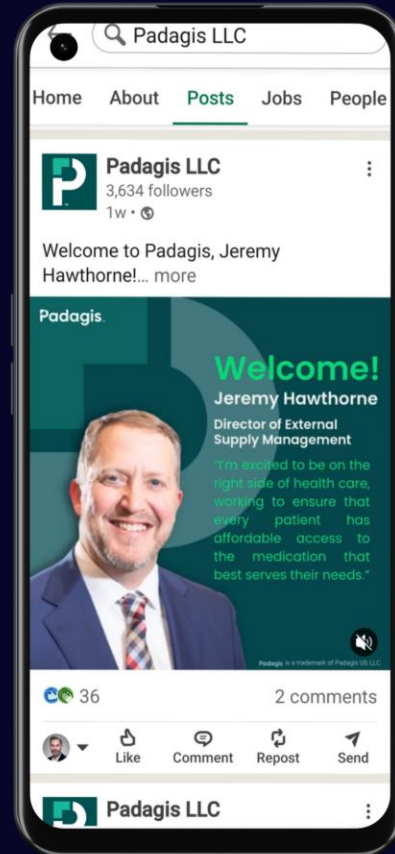 Padagis LLC
Home About Posts Jobs People
Padagis LLC
3,634 followers
1w •
Welcome to Padagis, Jeremy
Hawthorne!... more
Padagis.
Welcome!
Jeremy Hawthorne
Director of External
Supply Management
"I'm excited to be on the
right side of health care,
working to ensure that
every patient has
affordable access to
the medication that
best serves their needs."
Padagis is a trademark of Padagis US LLC
36 2 comments
Like Comment Repost Send
Padagis LLC